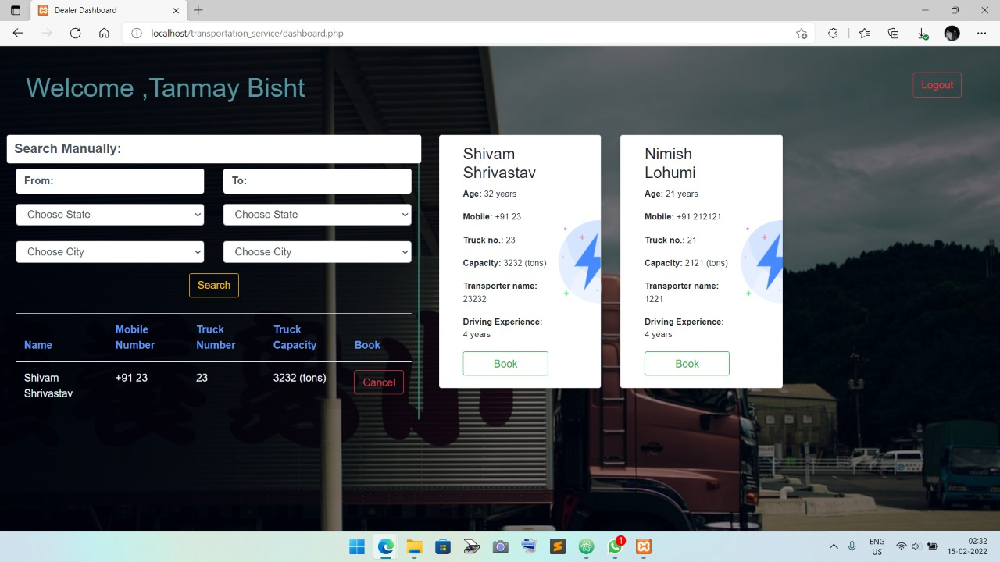 Dealer Dashboard
localhost/transportation_service/dashboard.php
Welcome ,Tanmay Bisht
Logout
Search Manually:
From:
To:
Choose State
Choose State
Choose City
Choose City
Search
Name
Mobile
Number
Truck
Number
Truck
Capacity
Book
Shivam
Shrivastav
+91 23
23
3232 (tons)
Cancel
Shivam
Shrivastav
Age: 32 years
Mobile: +91 23
Truck no.: 23
Capacity: 3232 (tons)
Transporter name:
23232
Driving Experience:
4 years
Book
Nimish
Lohumi
Age: 21 years
Mobile: +91 212121
Truck no.: 21
Capacity: 2121 (tons)
Transporter name:
1221
Driving Experience:
4 years
Book
1
ENG
US
02:32
15-02-2022